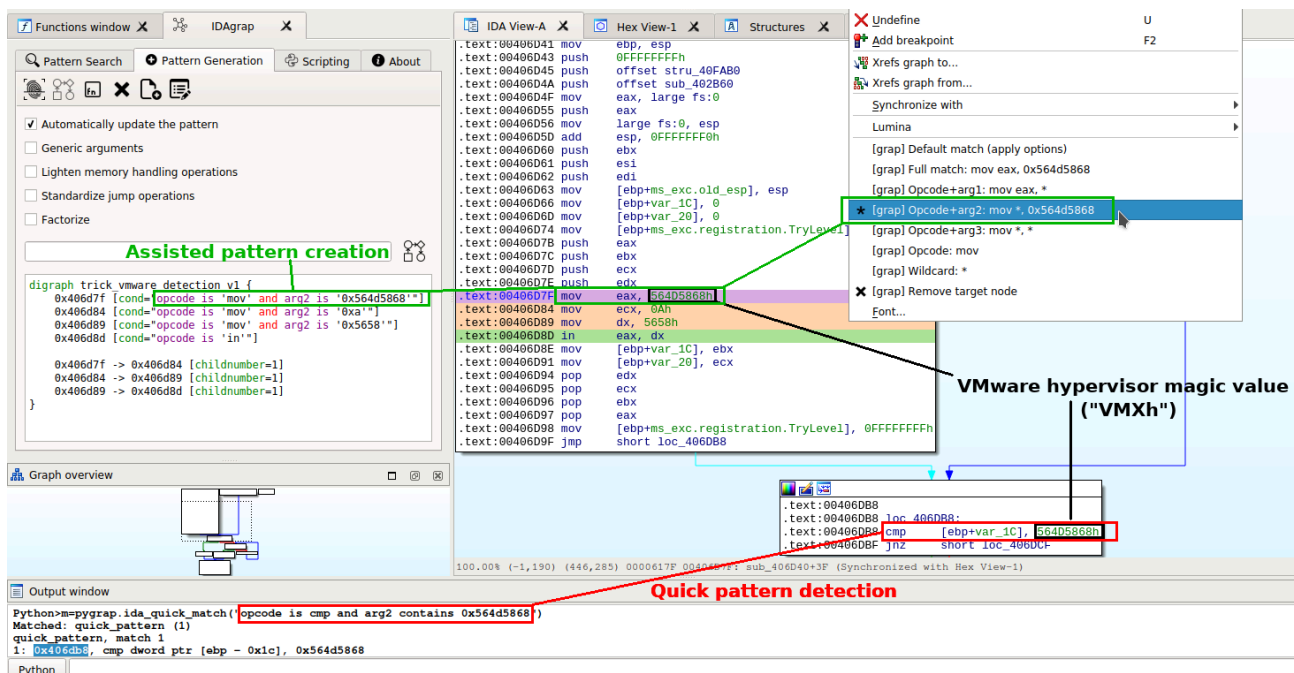 Functions window
IDAgrap
Pattern Search
Pattern Generation
Scripting
About
Automatically update the pattern
Generic arguments
Lighten memory handling operations
Standardize jump operations
Factorize
Assisted pattern creation
digraph trick_vmware_detection_v1 {
0x406d7f [cond="opcode is 'mov' and arg2 is '0x564d5868'"]
0x406d84 [cond="opcode is 'mov' and arg2 is '0xa'"]
0x406d89 [cond="opcode is 'mov' and arg2 is '0x5658'"]
0x406d8d [cond="opcode is 'in'"]
0x406d7f -> 0x406d84 [childnumber=1]
0x406d84 -> 0x406d89 [childnumber=1]
0x406d89 -> 0x406d8d [childnumber=1]
}
Graph overview
IDA View-A
Hex View-1
Structures
.text:00406D41 mov ebp, esp
.text:00406D43 push 0FFFFFFFFh
.text:00406D45 push offset stru_40FAB0
.text:00406D4A push offset sub_402B60
.text:00406D4F mov eax, large fs:0
.text:00406D55 push eax
.text:00406D56 mov large fs:0, esp
.text:00406D5D add esp, 0FFFFFFF0h
.text:00406D60 push ebx
.text:00406D61 push esi
.text:00406D62 push edi
.text:00406D63 mov [ebp+ms_exc.old_esp], esp
.text:00406D66 mov [ebp+var_1C], 0
.text:00406D6D mov [ebp+var_20], 0
.text:00406D74 mov [ebp+ms_exc.registration.TryLevel]
.text:00406D7B push eax
.text:00406D7C push ebx
.text:00406D7D push ecx
.text:00406D7E push edx
.text:00406D7F mov eax, 564D5868h
.text:00406D84 mov ecx, 0Ah
.text:00406D89 mov dx, 5658h
.text:00406D8D in eax, dx
.text:00406D8E mov [ebp+var_1C], ebx
.text:00406D91 mov [ebp+var_20], ecx
.text:00406D94 pop edx
.text:00406D95 pop ecx
.text:00406D96 pop ebx
.text:00406D97 pop eax
.text:00406D98 mov [ebp+ms_exc.registration.TryLevel], 0FFFFFFFFh
.text:00406D9F jmp short loc_406DB8
Undefine U
Add breakpoint F2
Xrefs graph to...
Xrefs graph from...
Synchronize with
Lumina
[grap] Default match (apply options)
[grap] Full match: mov eax, 0x564d5868
[grap] Opcode+arg1: mov eax, *
[grap] Opcode+arg2: mov *, 0x564d5868
[grap] Opcode+arg3: mov *, *
[grap] Opcode: mov
[grap] Wildcard: *
[grap] Remove target node
Font...
VMware hypervisor magic value
("VMXh")
.text:00406DB8
.text:00406DB8 loc_406DB8:
.text:00406DB8 cmp [ebp+var_1C], 564D5868h
.text:00406DBF jnz short loc_406DCF
100.00% (-1,190) (446,285) 0000617F 00406D7F: sub_406D40+3F (Synchronized with Hex View-1)
Quick pattern detection
Output window
Python>m=pygrap.ida_quick_match("opcode is cmp and arg2 contains 0x564d5868")
Matched: quick_pattern (1)
quick_pattern, match 1
1: 0x406db8, cmp dword ptr [ebp - 0x1c], 0x564d5868
Python